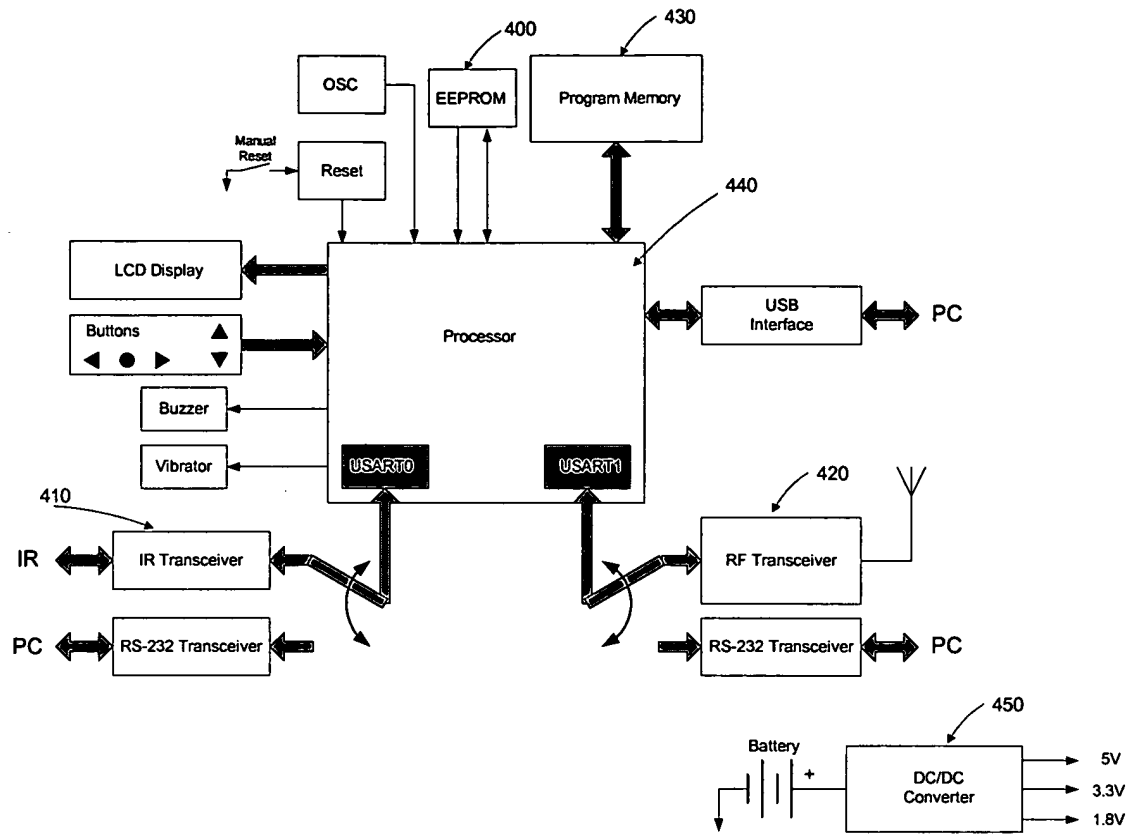 430
400
OSC
EEPROM
Program Memory
Manual
Reset
Reset
440
LCD Display
USB
Interface
PC
Buttons
Processor
Buzzer
Vibrator
USART0
USART1
410
420
IR
IR Transceiver
RF Transceiver
PC
RS-232 Transceiver
RS-232 Transceiver
PC
450
Battery
+
DC/DC
Converter
5V
3.3V
1.8V